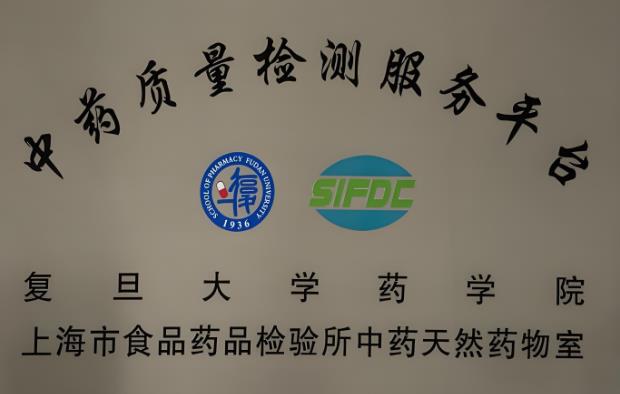 中药质量检测服务平台
SCHOOL OF PHARMACY FUDAN UNIVERSITY
1936
SIFDC
复旦大学药学院
上海市食品药品检验所中药天然药物室